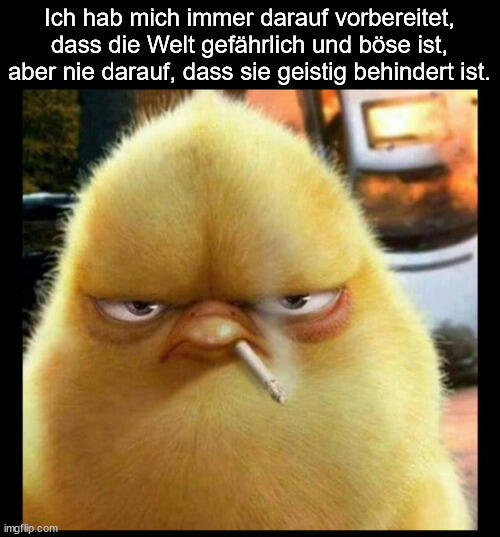 Ich hab mich immer darauf vorbereitet,
dass die Welt gefährlich und böse ist,
aber nie darauf, dass sie geistig behindert ist.
imgflip.com